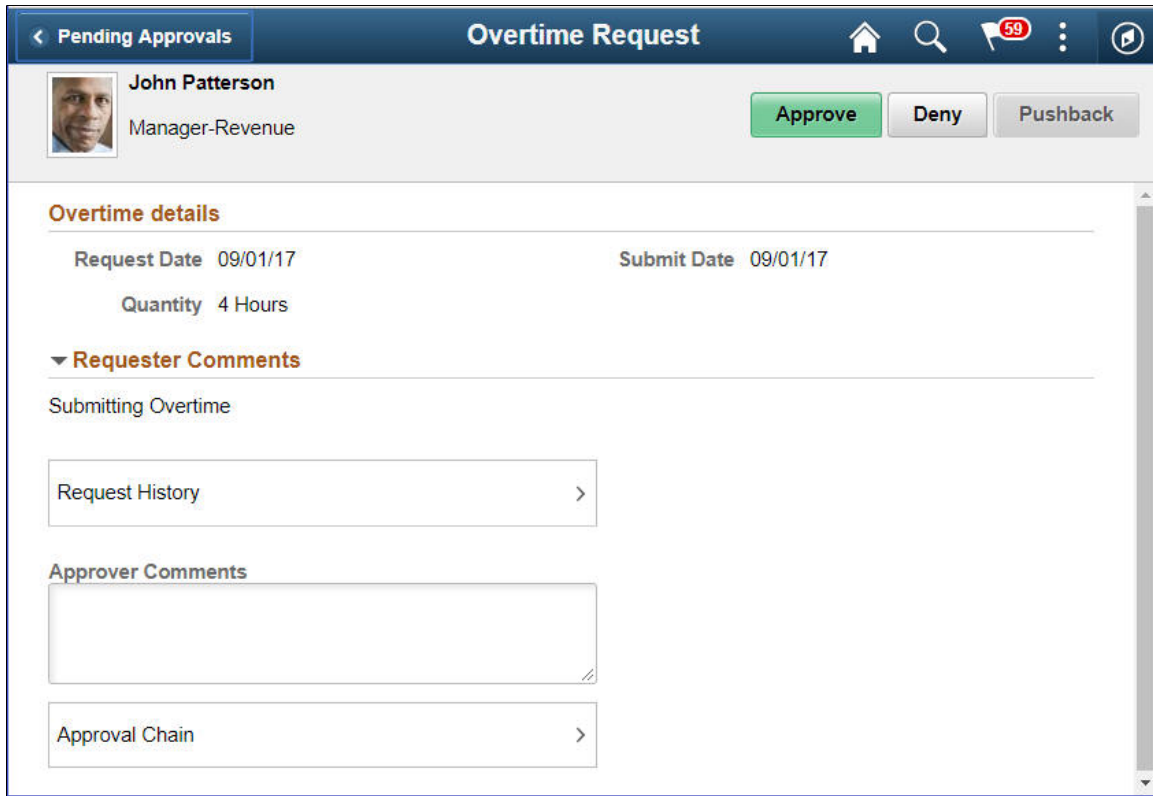 Pending Approvals
Overtime Request
59
John Patterson
Manager-Revenue
Approve
Deny
Pushback
Overtime details
Request Date 09/01/17
Submit Date 09/01/17
Quantity 4 Hours
Requester Comments
Submitting Overtime
Request History
Approver Comments
Approval Chain